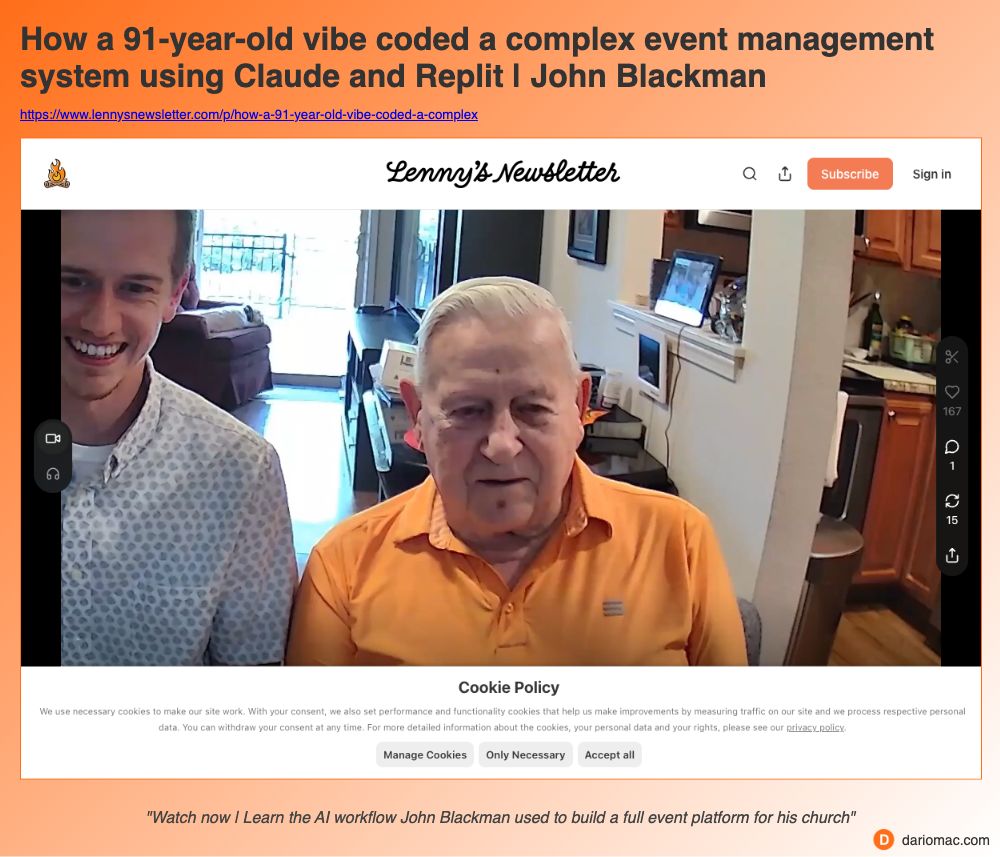 How a 91-year-old vibe coded a complex event management
system using Claude and Replit | John Blackman
https://www.lennysnewsletter.com/p/how-a-91-year-old-vibe-coded-a-complex
Lenny's Newsletter
Subscribe
Sign in
167
1
15
Cookie Policy
We use necessary cookies to make our site work. With your consent, we also set performance and functionality cookies that help us make improvements by measuring traffic on our site and we process respective personal
data. You can withdraw your consent at any time. For more detailed information about the cookies, your personal data and your rights, please see our privacy policy.
Manage Cookies
Only Necessary
Accept all
"Watch now | Learn the AI workflow John Blackman used to build a full event platform for his church"
D
dariomac.com